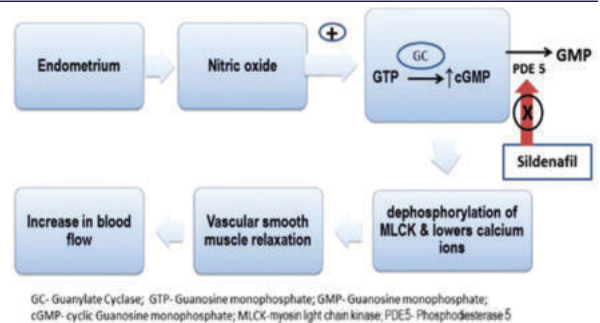 Endometrium
Nitric oxide
+
GC
GTP → ↑cGMP
GMP
PDE 5
X
Sildenafil
dephosphorylation of
MLCK & lowers calcium
ions
Vascular smooth
muscle relaxation
Increase in blood
flow
GC- Guanylate Cyclase; GTP- Guanosine monophosphate; GMP- Guanosine monophosphate;
cGMP- cyclic Guanosine monophosphate; MLCK-myosin light chain kinase; PDE5- Phosphodiesterase 5